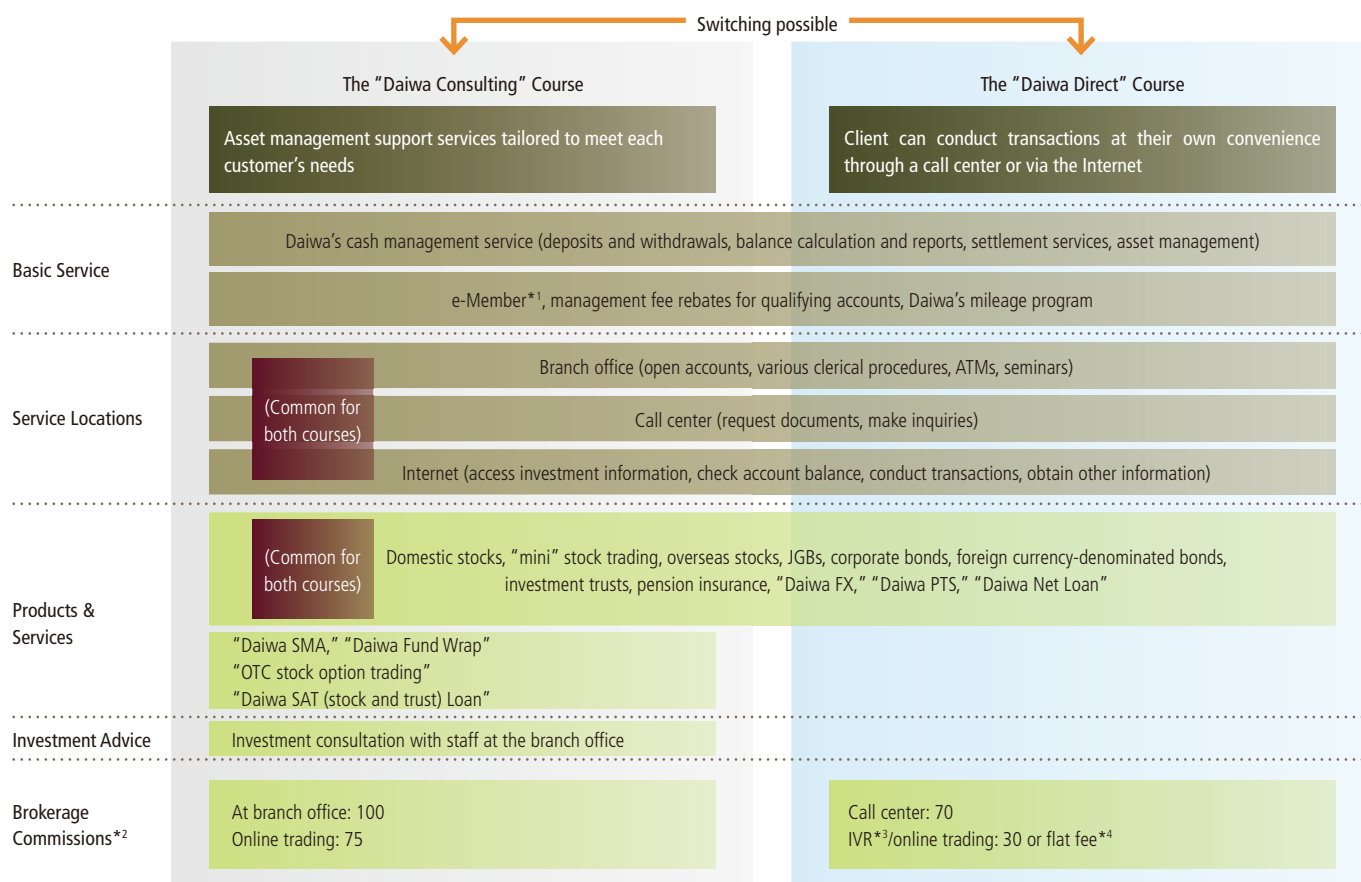 Switching possible
The “Daiwa Consulting” Course
The “Daiwa Direct” Course
Asset management support services tailored to meet each
customer’s needs
Client can conduct transactions at their own convenience
through a call center or via the Internet
Basic Service
Daiwa’s cash management service (deposits and withdrawals, balance calculation and reports, settlement services, asset management)
e-Member*1, management fee rebates for qualifying accounts, Daiwa’s mileage program
Service Locations
(Common for
both courses)
Branch office (open accounts, various clerical procedures, ATMs, seminars)
Call center (request documents, make inquiries)
Internet (access investment information, check account balance, conduct transactions, obtain other information)
Products &
Services
(Common for
both courses)
Domestic stocks, “mini” stock trading, overseas stocks, JGBs, corporate bonds, foreign currency-denominated bonds,
investment trusts, pension insurance, “Daiwa FX,” “Daiwa PTS,” “Daiwa Net Loan”
“Daiwa SMA,” “Daiwa Fund Wrap”
“OTC stock option trading”
“Daiwa SAT (stock and trust) Loan”
Investment Advice
Investment consultation with staff at the branch office
Brokerage
Commissions*2
At branch office: 100
Online trading: 75
Call center: 70
IVR*3/online trading: 30 or flat fee*4